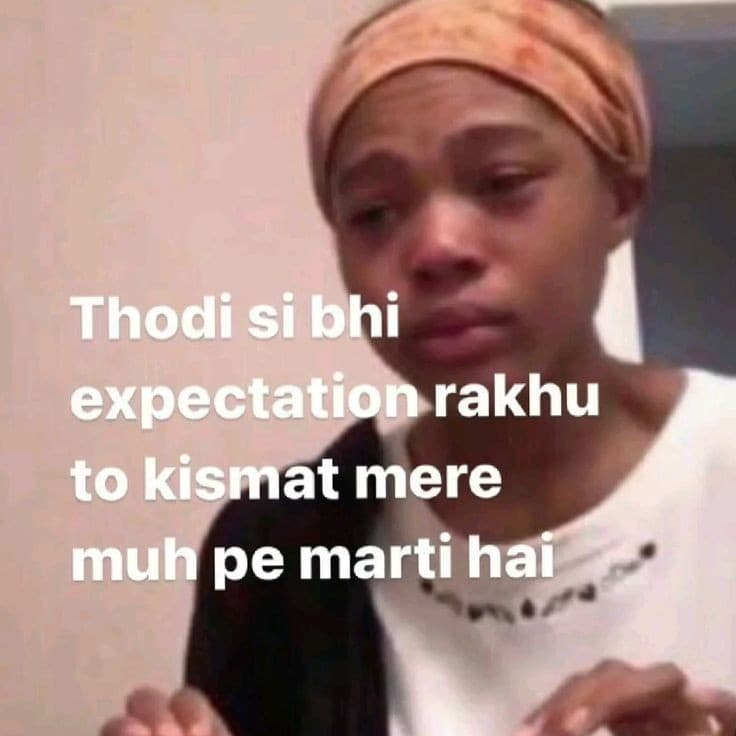 Thodi si bhi
expectation rakhu
to kismat mere
muh pe marti hai